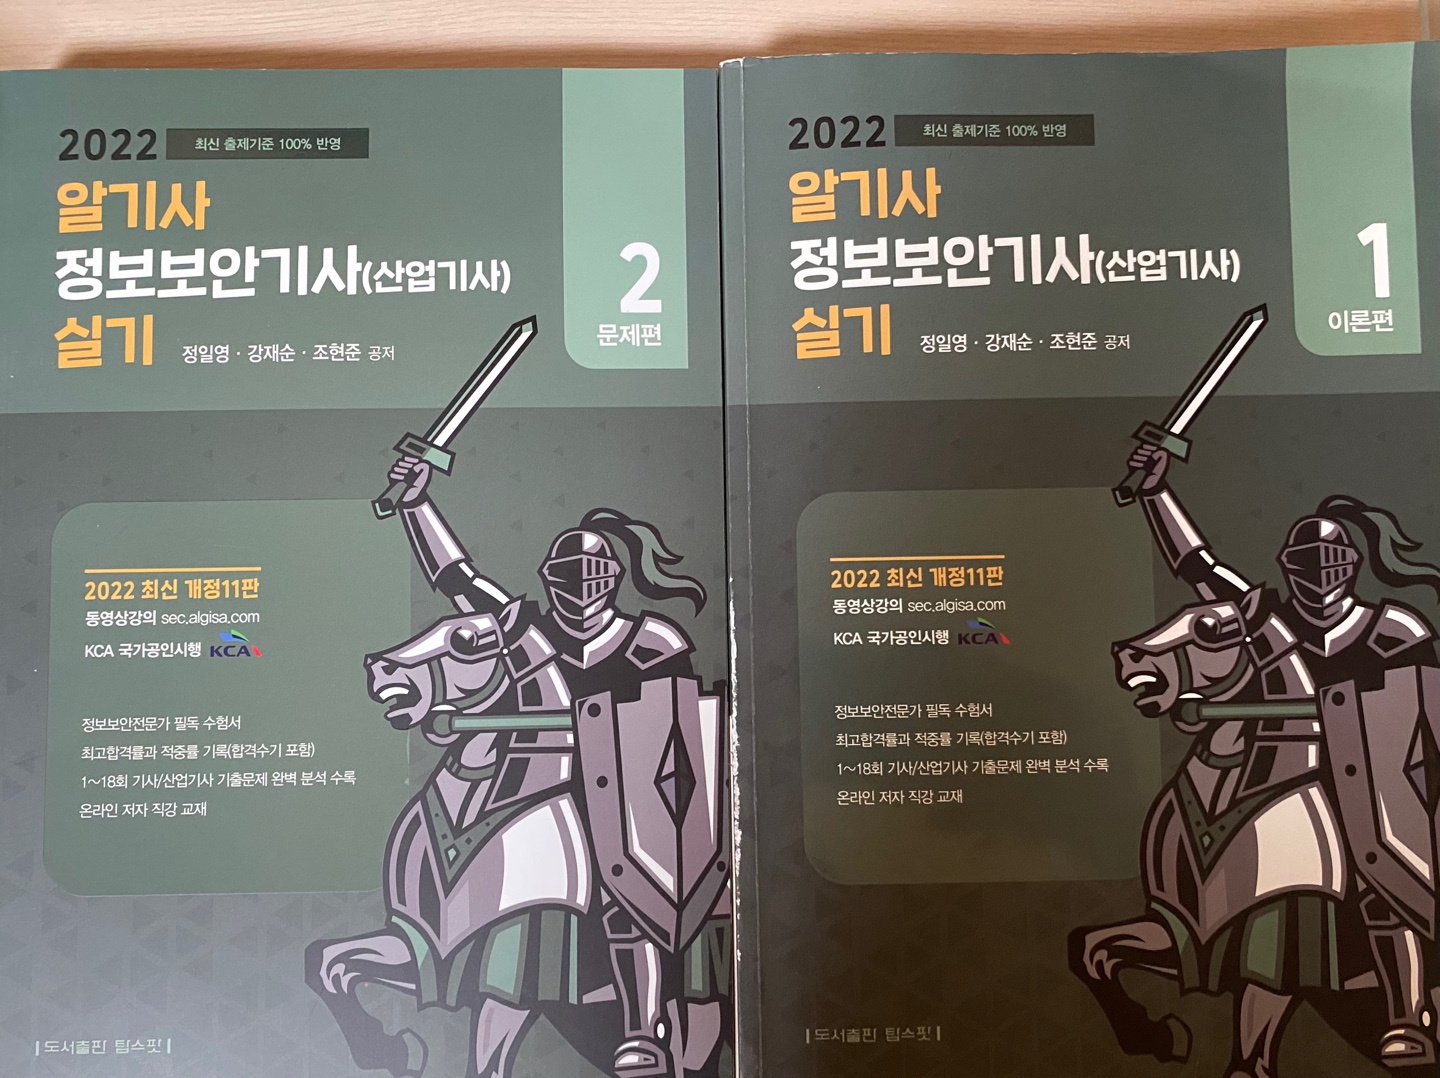 2022 최신 출제기준 100% 반영
알기사
정보보안기사(산업기사)
실기 정일영 · 강재순 · 조현준 공저
2
문제편
2022 최신 개정11판
동영상강의 sec.algisa.com
KCA 국가공인시행 KCA
정보보안전문가 필독 수험서
최고합격률과 적중률 기록(합격수기 포함)
1~18회 기사/산업기사 기출문제 완벽 분석 수록
온라인 저자 직강 교재
도서출판 탑스팟
2022 최신 출제기준 100% 반영
알기사
정보보안기사(산업기사)
실기 정일영 · 강재순 · 조현준 공저
1
이론편
2022 최신 개정11판
동영상강의 sec.algisa.com
KCA 국가공인시행 KCA
정보보안전문가 필독 수험서
최고합격률과 적중률 기록(합격수기 포함)
1~18회 기사/산업기사 기출문제 완벽 분석 수록
온라인 저자 직강 교재
도서출판 탑스팟